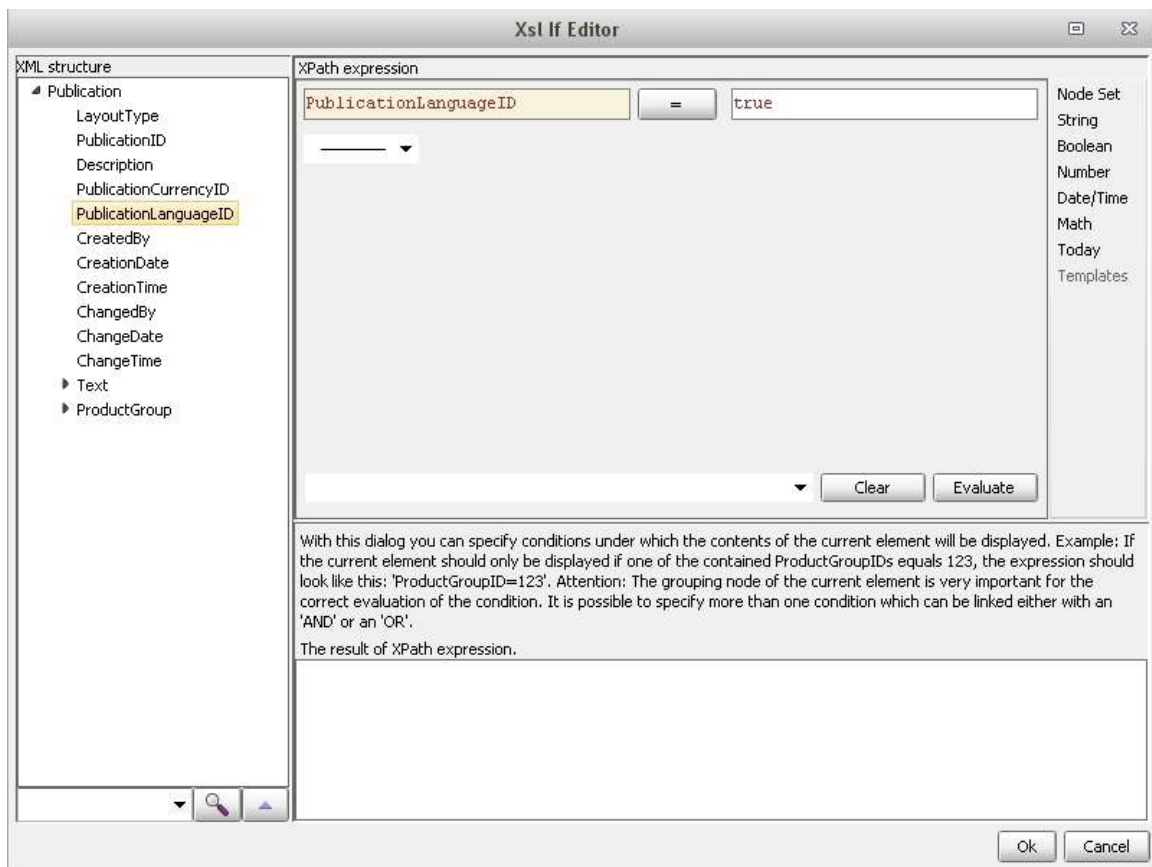 Xsl If Editor
XML structure
Publication
LayoutType
PublicationID
Description
PublicationCurrencyID
PublicationLanguageID
CreatedBy
CreationDate
CreationTime
ChangedBy
ChangeDate
ChangeTime
Text
ProductGroup
XPath expression
PublicationLanguageID = true
Node Set
String
Boolean
Number
Date/Time
Math
Today
Templates
Clear Evaluate
With this dialog you can specify conditions under which the contents of the current element will be displayed. Example: If
the current element should only be displayed if one of the contained ProductGroupIDs equals 123, the expression should
look like this: 'ProductGroupID=123'. Attention: The grouping node of the current element is very important for the
correct evaluation of the condition. It is possible to specify more than one condition which can be linked either with an
'AND' or an 'OR'.
The result of XPath expression.
Ok Cancel